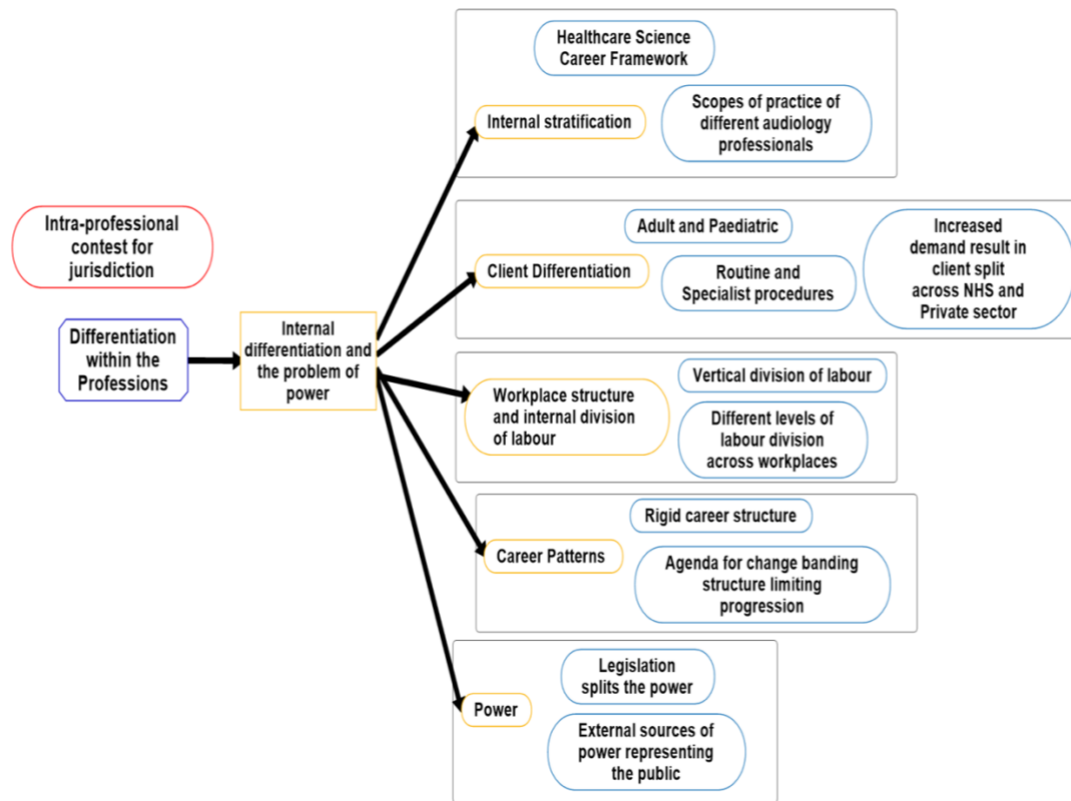 Healthcare Science
Career Framework
Internal stratification
Scopes of practice of
different audiology
professionals
Intra-professional
contest for
jurisdiction
Adult and Paediatric
Client Differentiation
Routine and
Specialist procedures
Increased
demand result in
client split
across NHS and
Private sector
Differentiation
within the
Professions
Internal
differentiation and
the problem of
power
Vertical division of labour
Workplace structure
and internal division
of labour
Different levels of
labour division
across workplaces
Rigid career structure
Career Patterns
Agenda for change banding
structure limiting
progression
Legislation
splits the power
Power
External sources of
power representing
the public